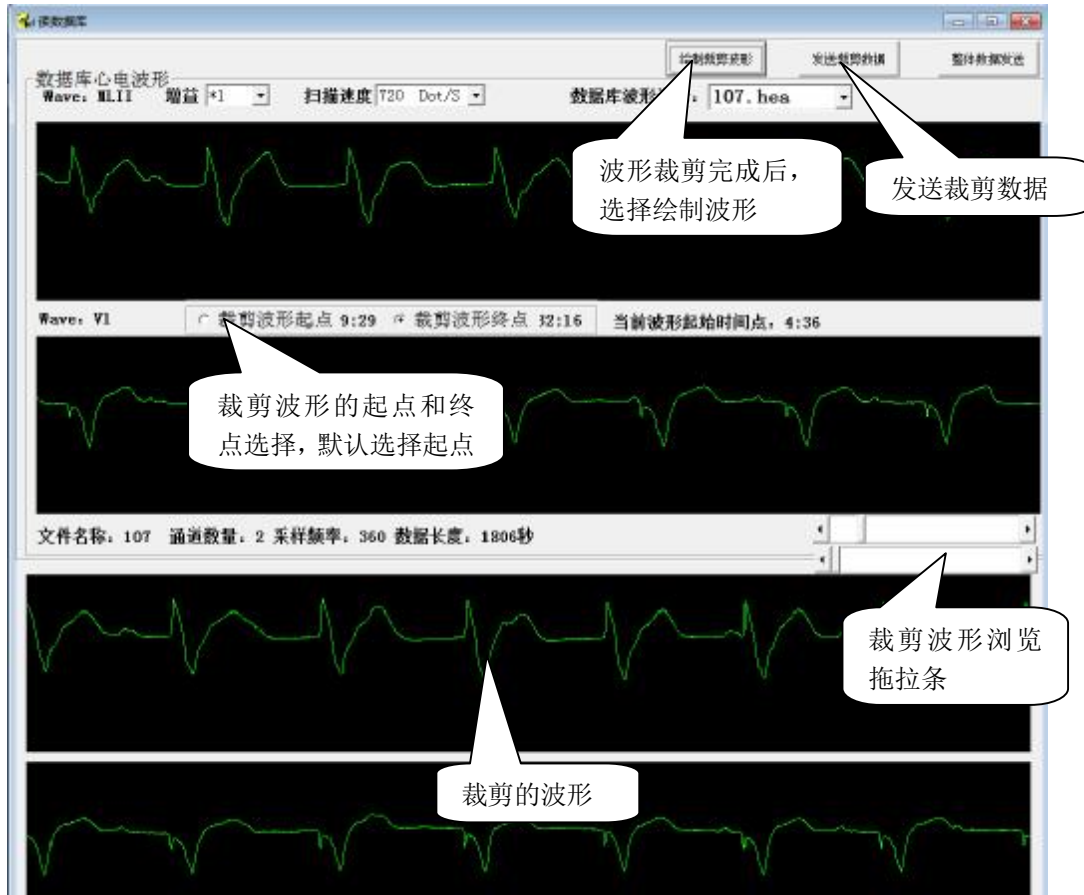 读数据库
绘制裁剪波形 发送裁剪数据 整体数据发送
数据库心电波形
Wave: MLII 增益 *1 扫描速度 720 Dot/S 数据库波形 : 107.hea
波形裁剪完成后，
选择绘制波形
发送裁剪数据
Wave: V1 裁剪波形起点 9:29 裁剪波形终点 32:16 当前波形起始时间点: 4:36
裁剪波形的起点和终
点选择，默认选择起点
文件名称: 107 通道数量: 2 采样频率: 360 数据长度: 1806秒
裁剪波形浏览
拖拉条
裁剪的波形